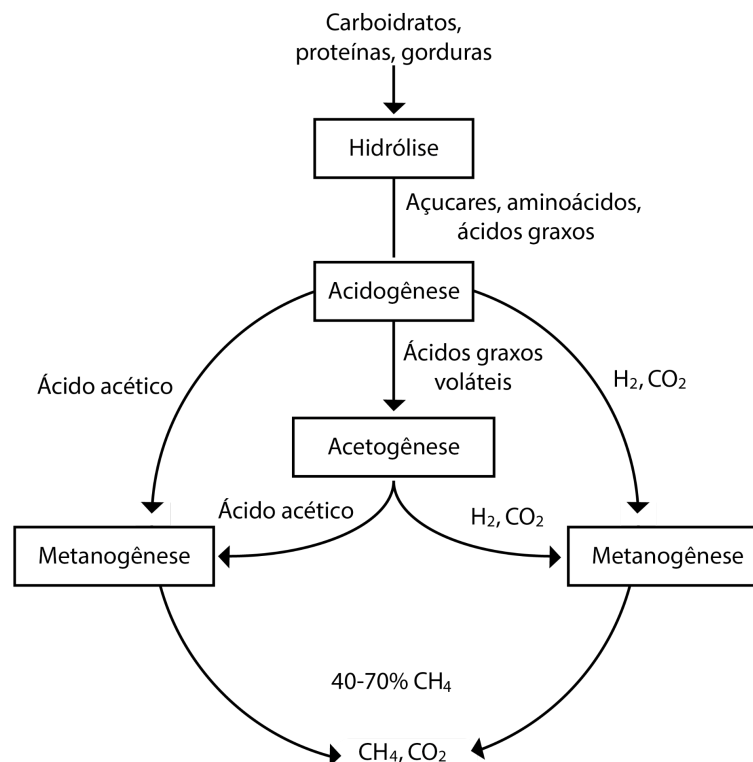 Carboidratos,
proteínas, gorduras
Hidrólise
Açucares, aminoácidos,
ácidos graxos
Acidogênese
Ácido acético
Ácidos graxos
voláteis
H₂, CO₂
Acetogênese
Ácido acético
H₂, CO₂
Metanogênese
Metanogênese
40-70% CH₄
CH₄, CO₂